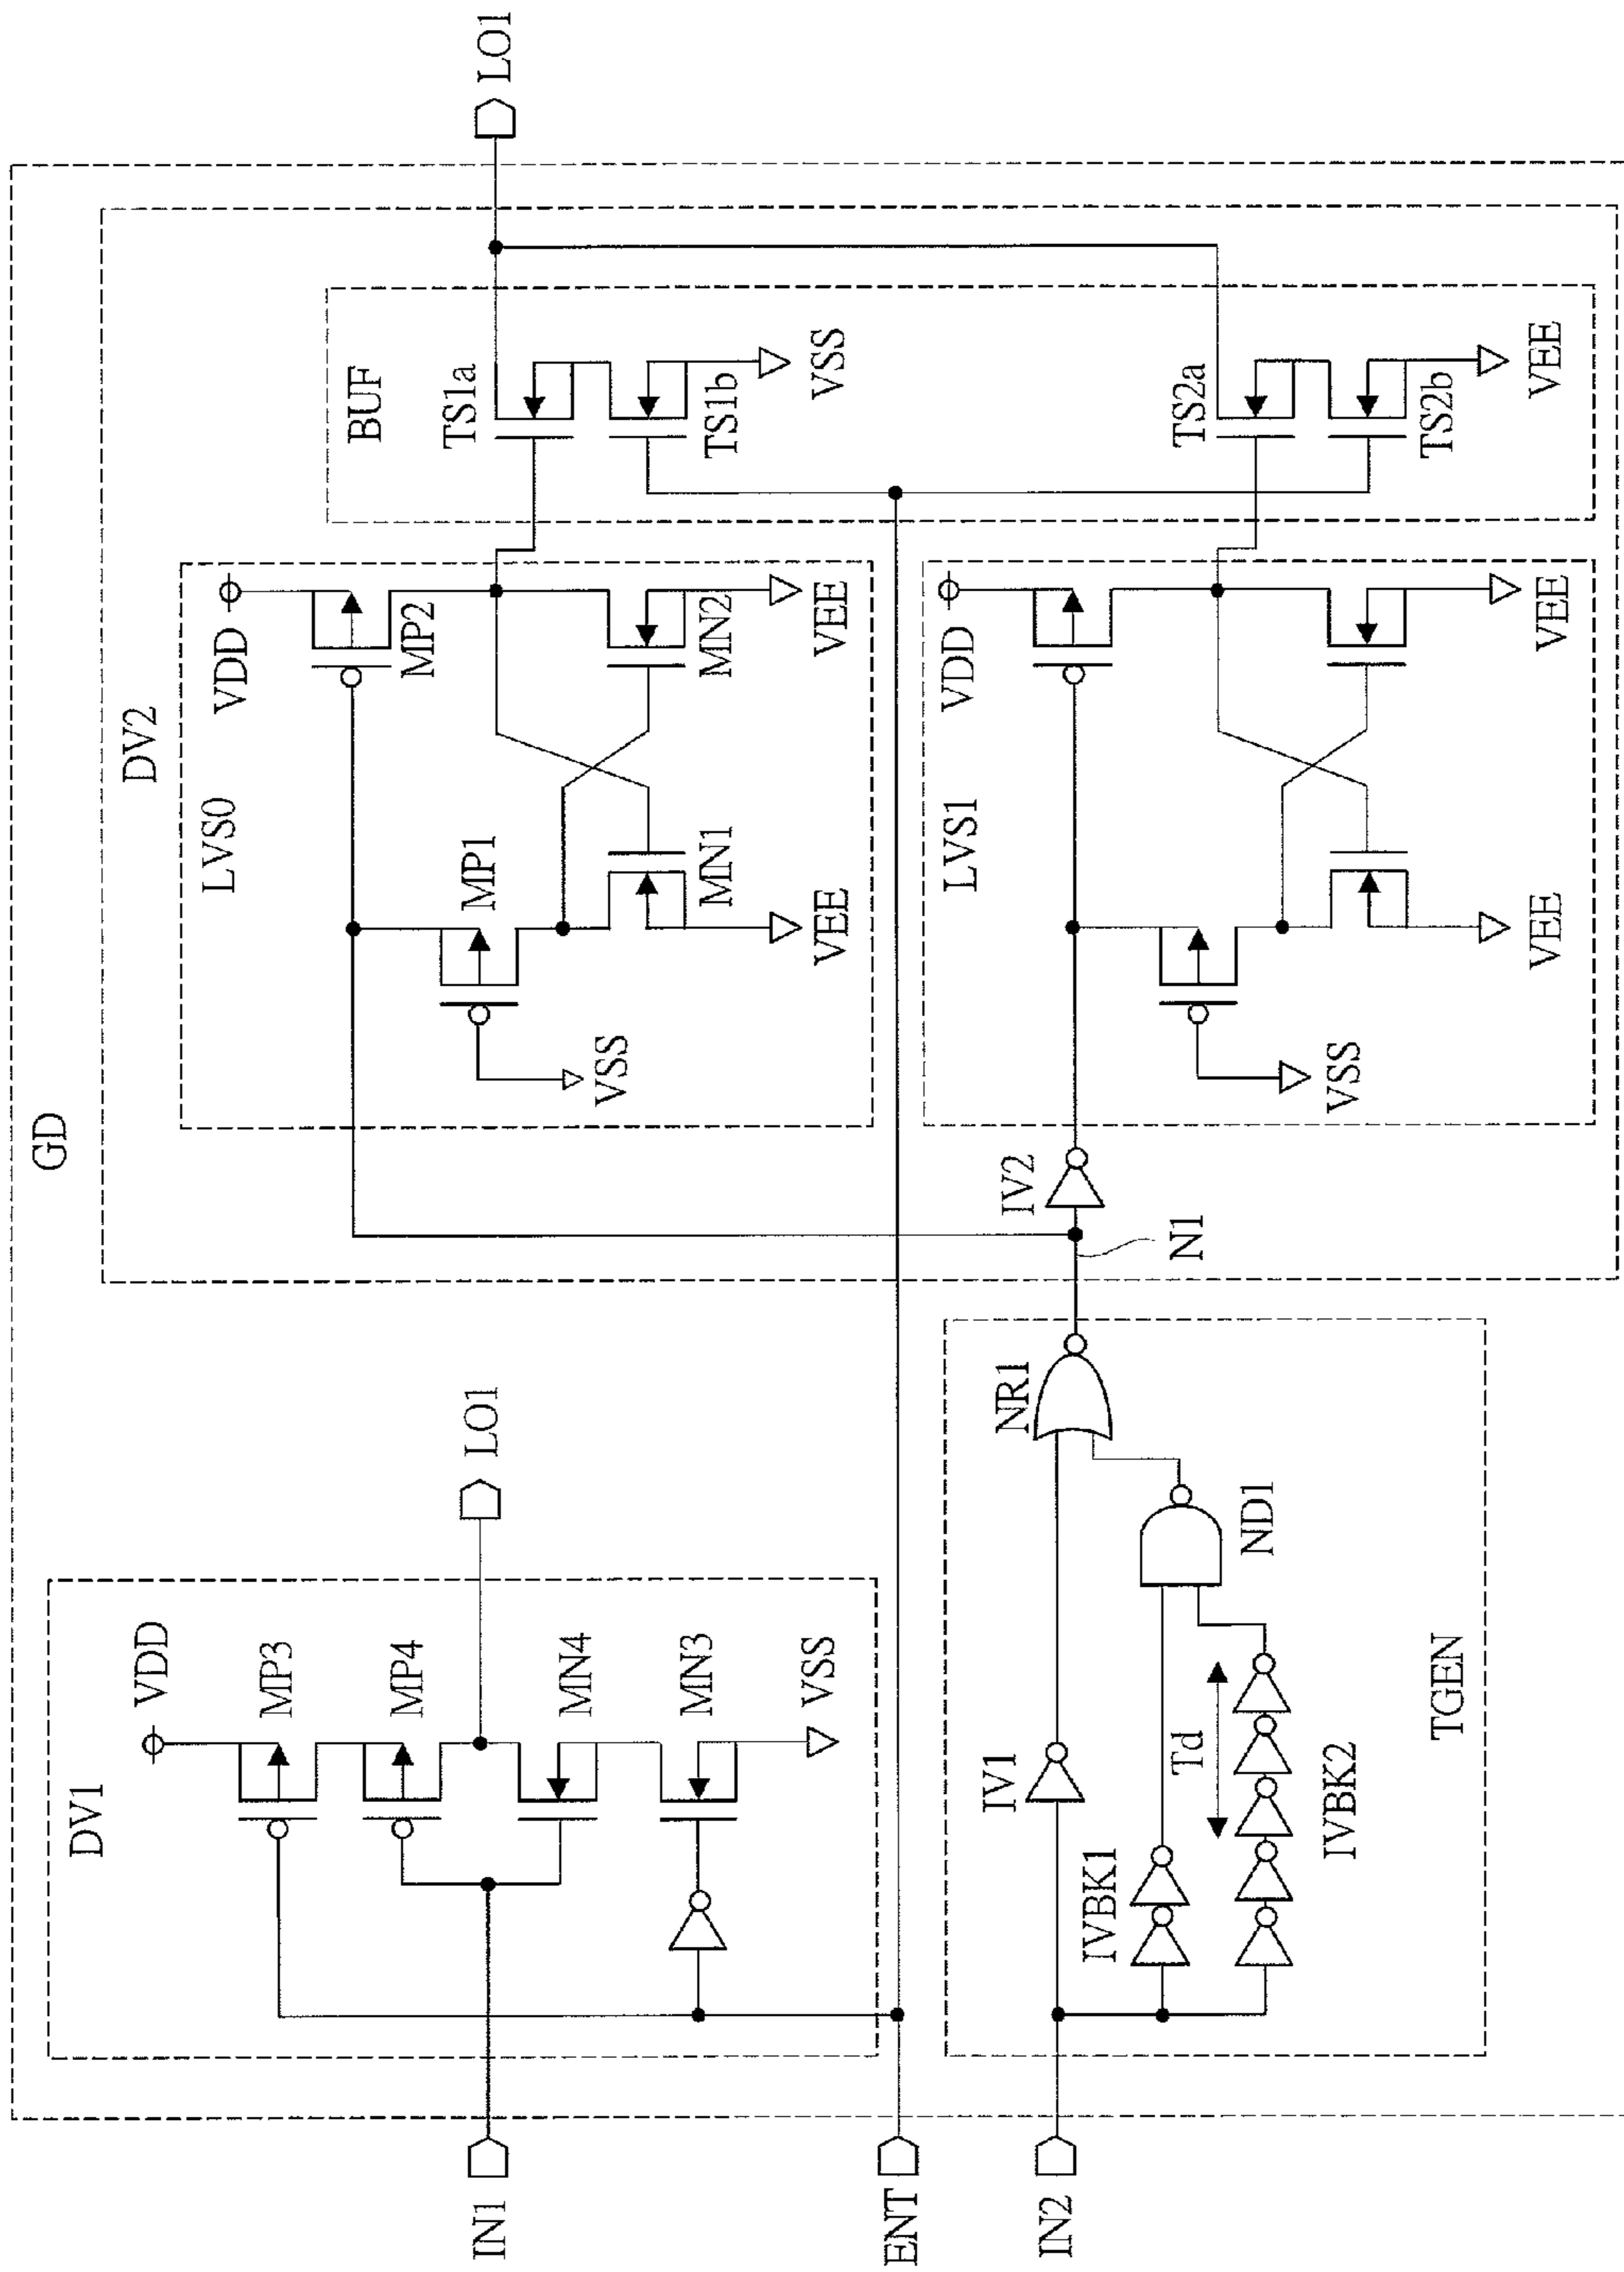 GD
DV1
VDD
MP3
MP4
LO1
MN4
MN3
VSS
IN1
ENT
IN2
IV1
NR1
IVBK1
Td
ND1
IVBK2
TGEN
N1
IV2
DV2
LVS0
VDD
MP2
MP1
MN1
MN2
VSS
VEE
VEE
LVS1
VDD
VSS
VEE
VEE
BUF
TS1a
TS1b
VSS
TS2a
TS2b
VEE
LO1